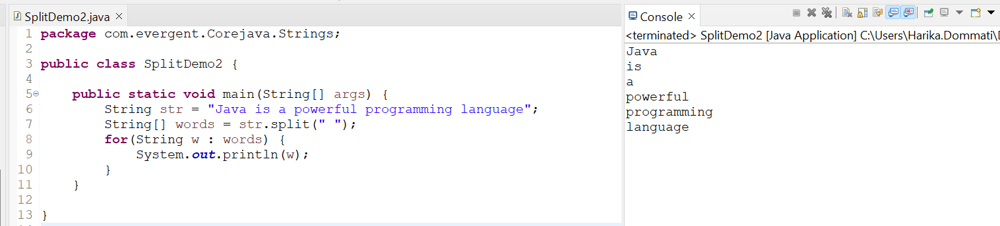 SplitDemo2.java
1 package com.evergent.Corejava.Strings;
2
3 public class SplitDemo2 {
4
5 public static void main(String[] args) {
6 String str = "Java is a powerful programming language";
7 String[] words = str.split(" ");
8 for(String w : words) {
9 System.out.println(w);
10 }
11 }
12
13 }
Console
<terminated> SplitDemo2 [Java Application] C:\Users\Harika.Dommati\
Java
is
a
powerful
programming
language